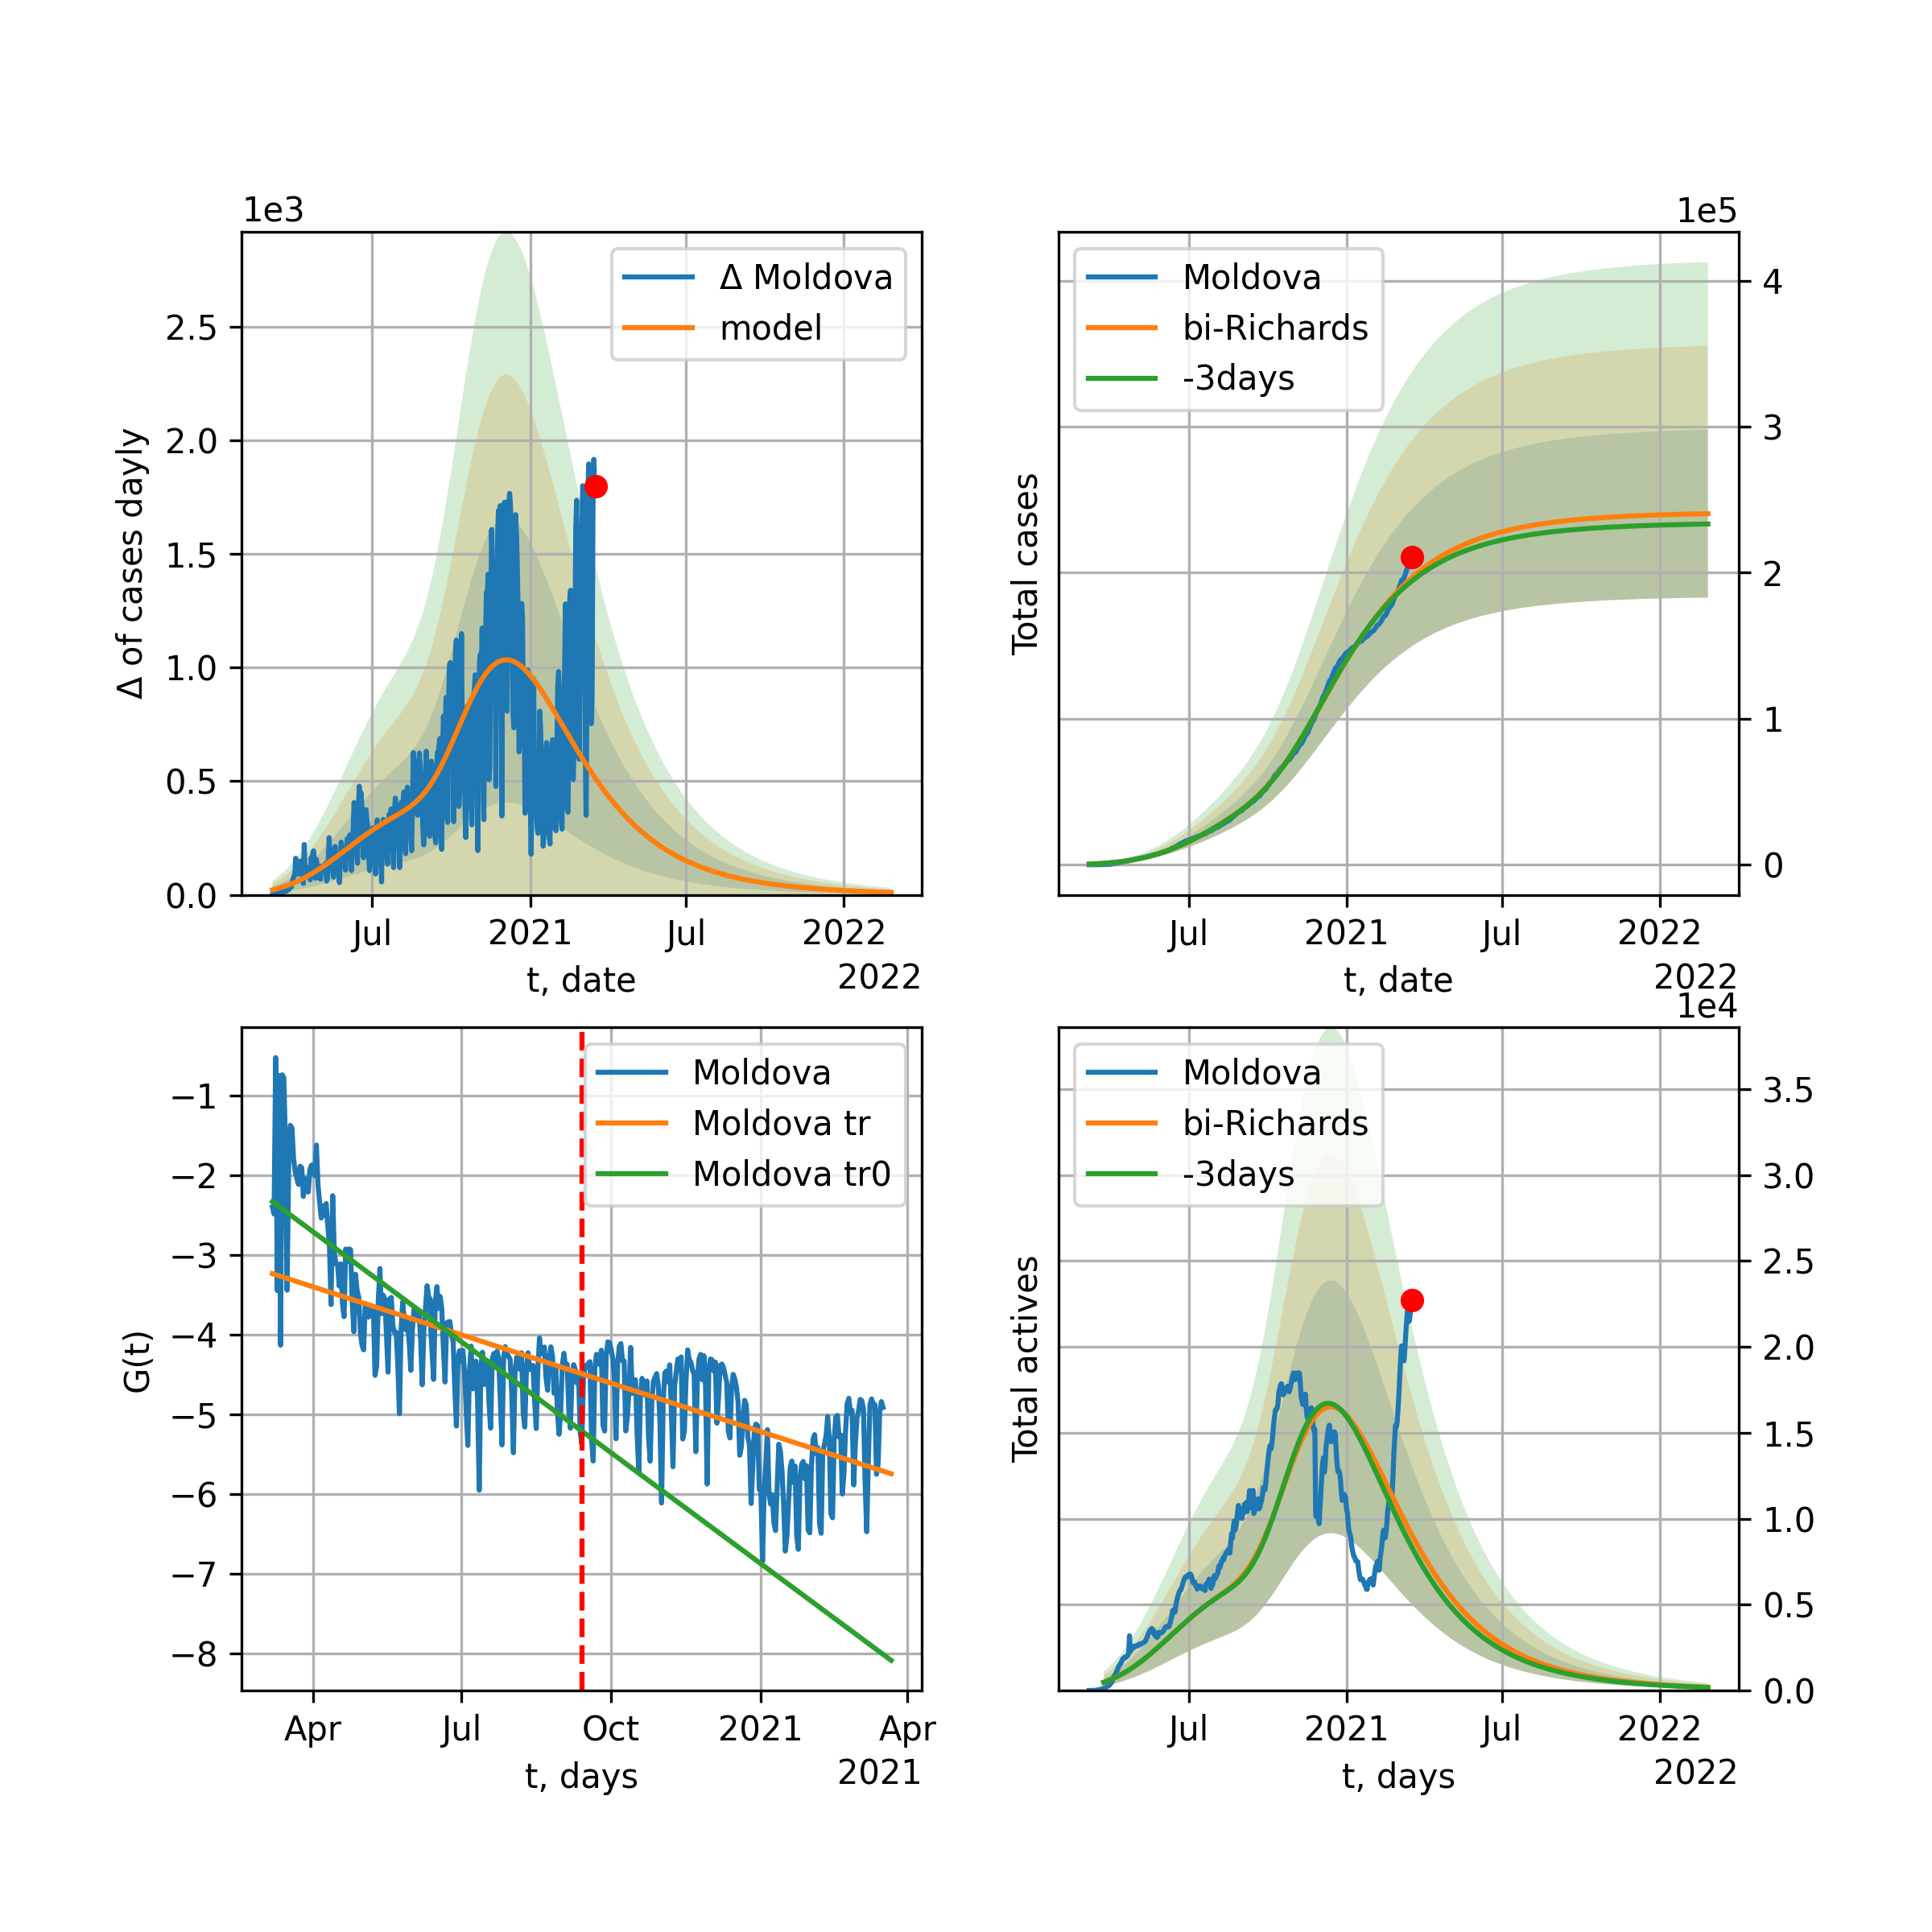 1e3
Δ of cases dayly
2.5
2.0
1.5
1.0
0.5
0.0
Δ Moldova
model
Jul
2021
Jul
2022
t, date
2022
1e5
Total cases
Moldova
bi-Richards
-3days
4
3
2
1
0
Jul
2021
Jul
2022
t, date
2022
G(t)
−1
−2
−3
−4
−5
−6
−7
−8
Moldova
Moldova tr
Moldova tr0
Apr
Jul
Oct
2021
Apr
t, days
2021
1e4
Total actives
Moldova
bi-Richards
-3days
3.5
3.0
2.5
2.0
1.5
1.0
0.5
0.0
Jul
2021
Jul
2022
t, days
2022